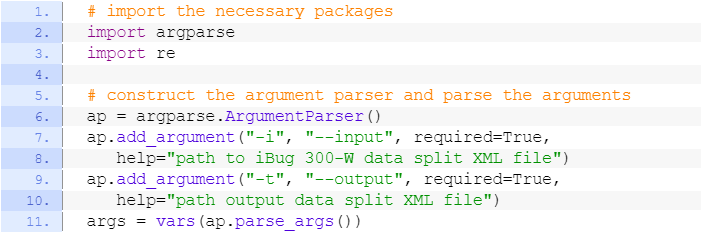 1. # import the necessary packages
2. import argparse
3. import re
4.
5. # construct the argument parser and parse the arguments
6. ap = argparse.ArgumentParser()
7. ap.add_argument("-i", "--input", required=True,
8.    help="path to iBug 300-W data split XML file")
9. ap.add_argument("-t", "--output", required=True,
10.    help="path output data split XML file")
11. args = vars(ap.parse_args())